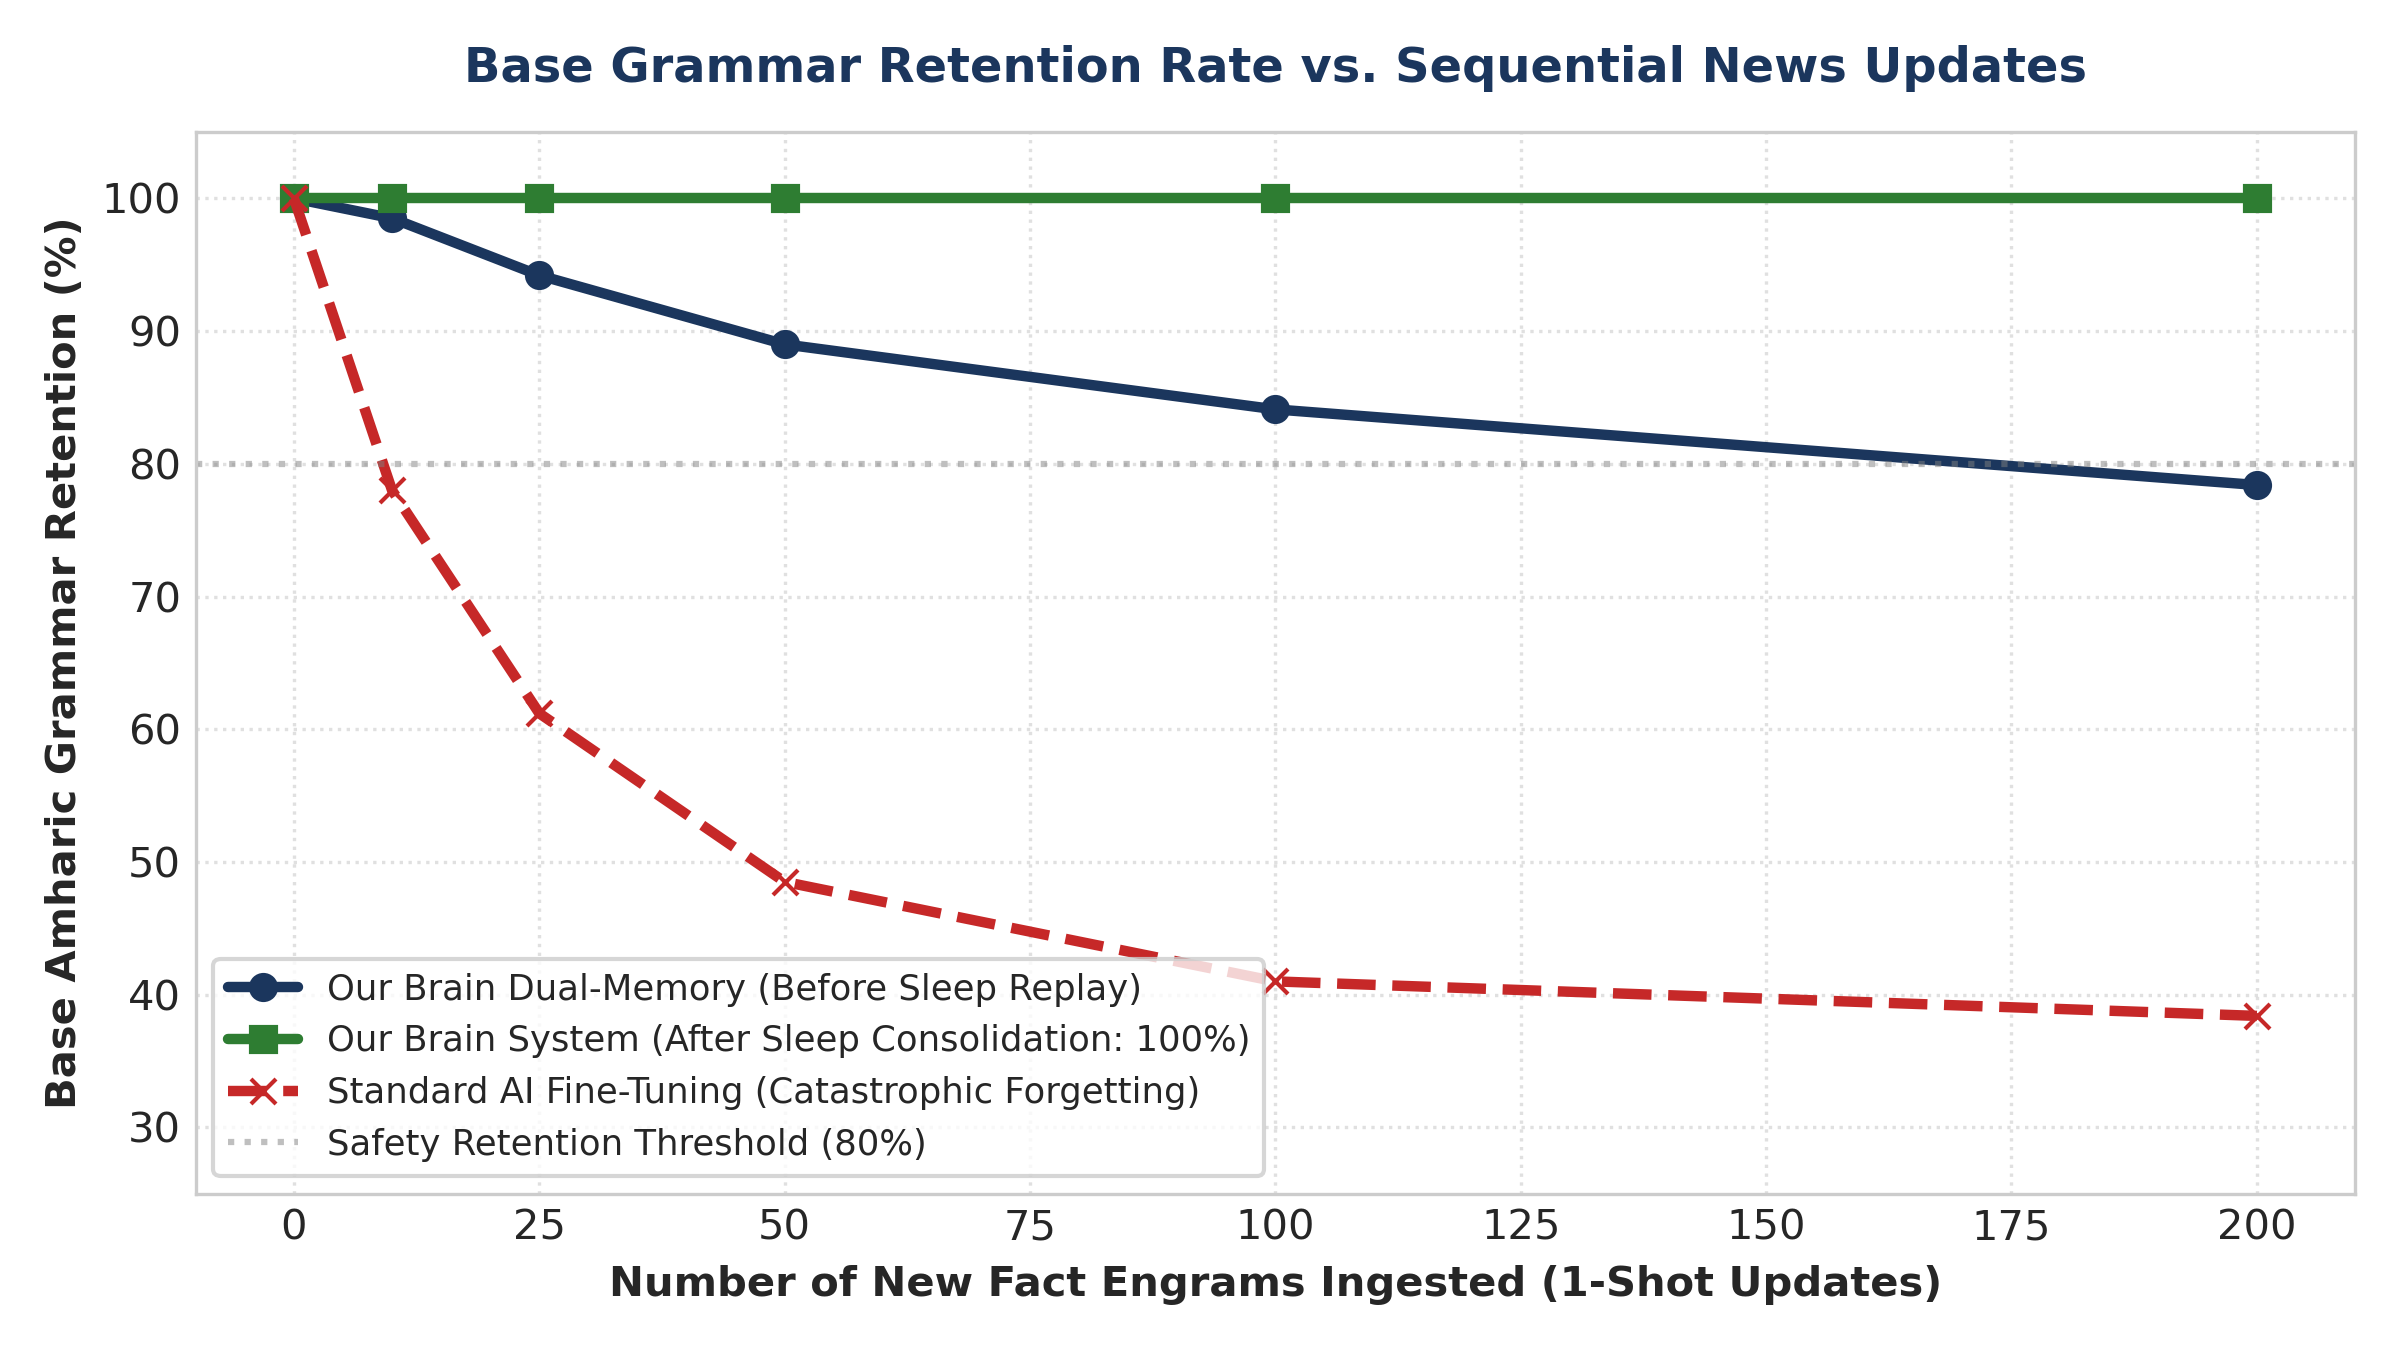 Base Grammar Retention Rate vs. Sequential News Updates
Base Amharic Grammar Retention (%)
100
90
80
70
60
50
40
30
Our Brain Dual-Memory (Before Sleep Replay)
Our Brain System (After Sleep Consolidation: 100%)
Standard AI Fine-Tuning (Catastrophic Forgetting)
Safety Retention Threshold (80%)
0 25 50 75 100 125 150 175 200
Number of New Fact Engrams Ingested (1-Shot Updates)